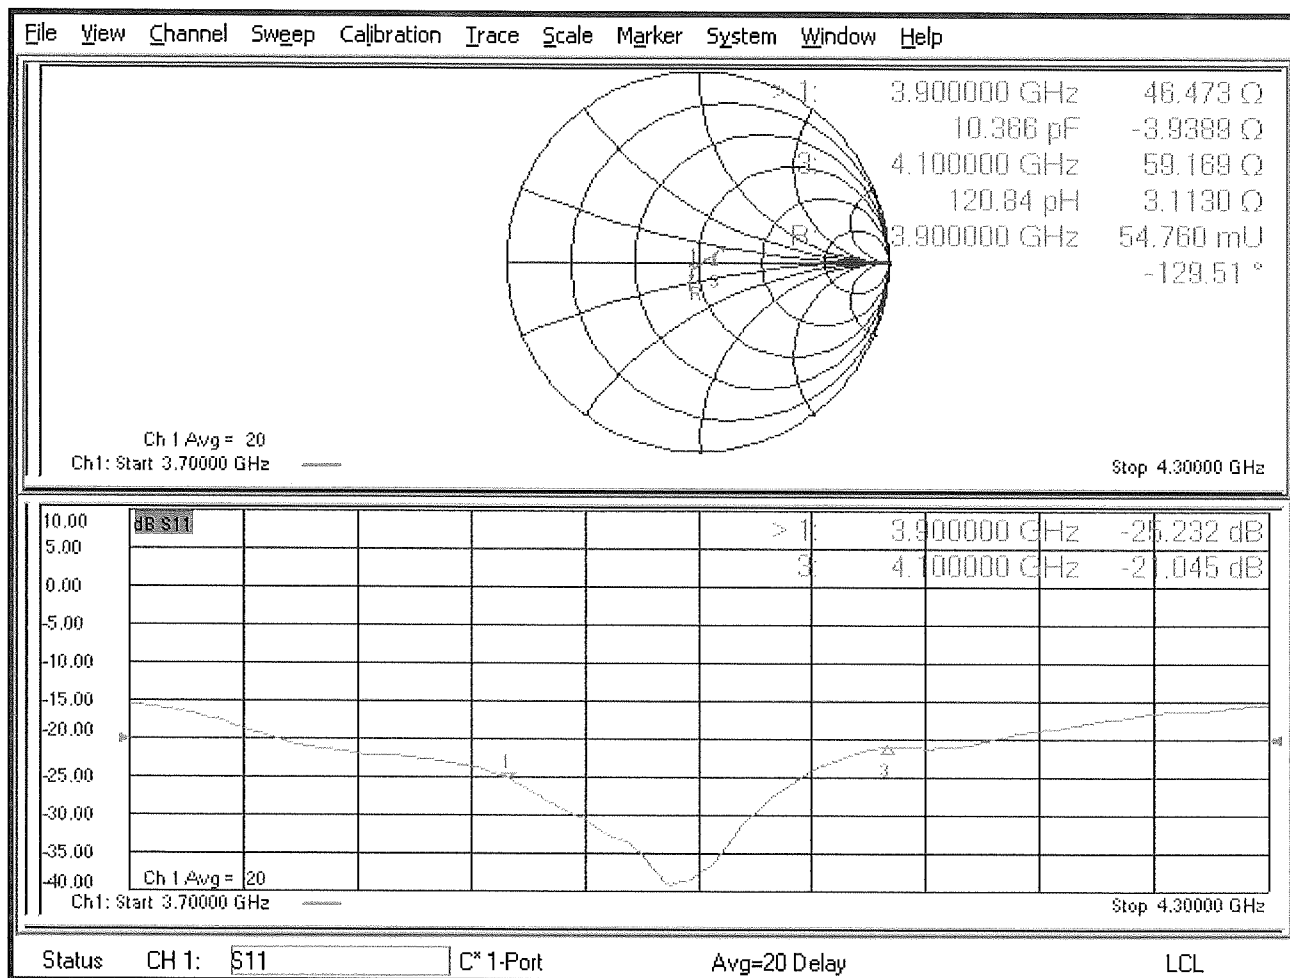 File View Channel Sweep Calibration Trace Scale Marker System Window Help
> 1: 3.900000 GHz 46.473 Ω
10.366 pF -3.9389 Ω
3: 4.100000 GHz 59.169 Ω
120.84 pH 3.1130 Ω
R: 3.900000 GHz 54.760 mU
-129.51 °
1
3
R
Ch 1 Avg = 20
Ch1: Start 3.70000 GHz
Stop 4.30000 GHz
10.00
dB S11
> 1: 3.900000 GHz -25.232 dB
5.00
3: 4.100000 GHz -21.045 dB
0.00
-5.00
-10.00
-15.00
-20.00
1
3
-25.00
-30.00
-35.00
-40.00
Ch 1 Avg = 20
Ch1: Start 3.70000 GHz
Stop 4.30000 GHz
Status CH 1: S11 C* 1-Port Avg=20 Delay LCL